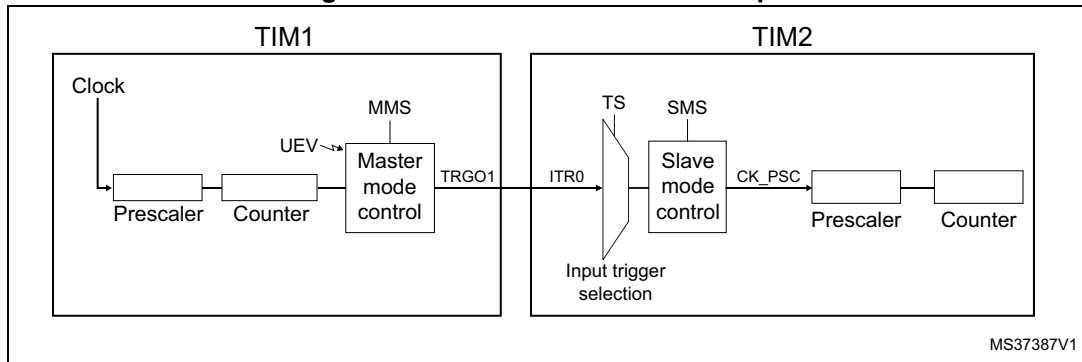 TIM1
TIM2
Clock
MMS
TS
SMS
UEV
Master
mode
control
Slave
mode
control
TRGO1
ITR0
CK_PSC
Prescaler
Counter
Prescaler
Counter
Input trigger
selection
MS37387V1